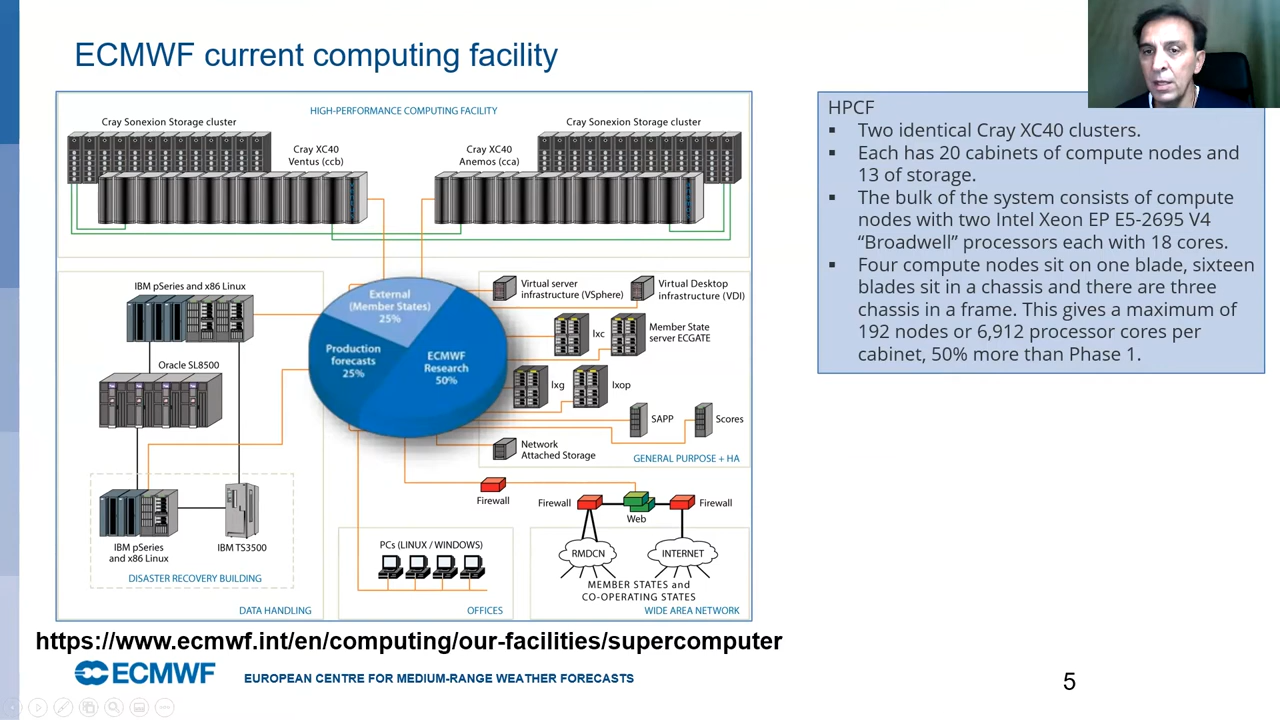 ECMWF current computing facility
HIGH-PERFORMANCE COMPUTING FACILITY
Cray Sonexion Storage cluster
Cray Sonexion Storage cluster
Cray XC40
Ventus (ccb)
Cray XC40
Anemos (cca)
IBM pSeries and x86 Linux
Oracle SL8500
IBM pSeries
and x86 Linux
IBM TS3500
DISASTER RECOVERY BUILDING
DATA HANDLING
External
(Member States)
25%
Production
forecasts
25%
ECMWF
Research
50%
Virtual server
infrastructure (VSphere)
Virtual Desktop
infrastructure (VDI)
lxc
Member State
server ECGATE
lxg
lxop
SAPP
Scores
Network
Attached Storage
GENERAL PURPOSE + HA
Firewall
Firewall
Web
Firewall
RMDCN
INTERNET
MEMBER STATES and
CO-OPERATING STATES
WIDE AREA NETWORK
PCs (LINUX / WINDOWS)
OFFICES
HPCF
▪ Two identical Cray XC40 clusters.
▪ Each has 20 cabinets of compute nodes and
13 of storage.
▪ The bulk of the system consists of compute
nodes with two Intel Xeon EP E5-2695 V4
“Broadwell” processors each with 18 cores.
▪ Four compute nodes sit on one blade, sixteen
blades sit in a chassis and there are three
chassis in a frame. This gives a maximum of
192 nodes or 6,912 processor cores per
cabinet, 50% more than Phase 1.
https://www.ecmwf.int/en/computing/our-facilities/supercomputer
ECMWF
EUROPEAN CENTRE FOR MEDIUM-RANGE WEATHER FORECASTS
5